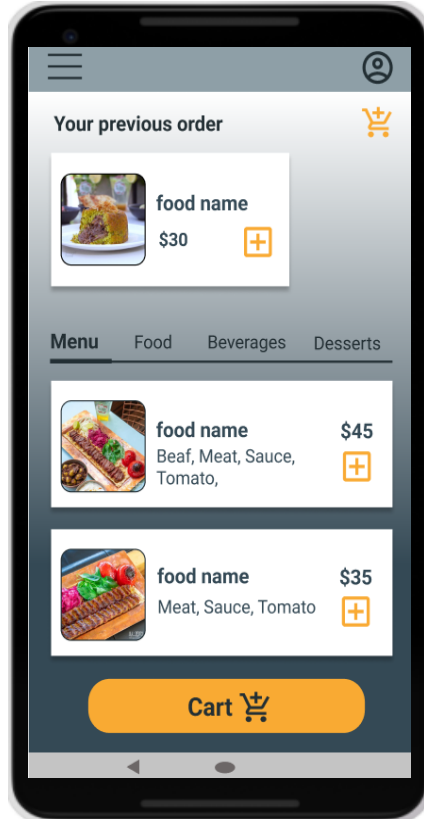 Your previous order
food name
$30
Menu Food Beverages Desserts
food name $45
Beef, Meat, Sauce,
Tomato,
food name $35
Meat, Sauce, Tomato
Cart